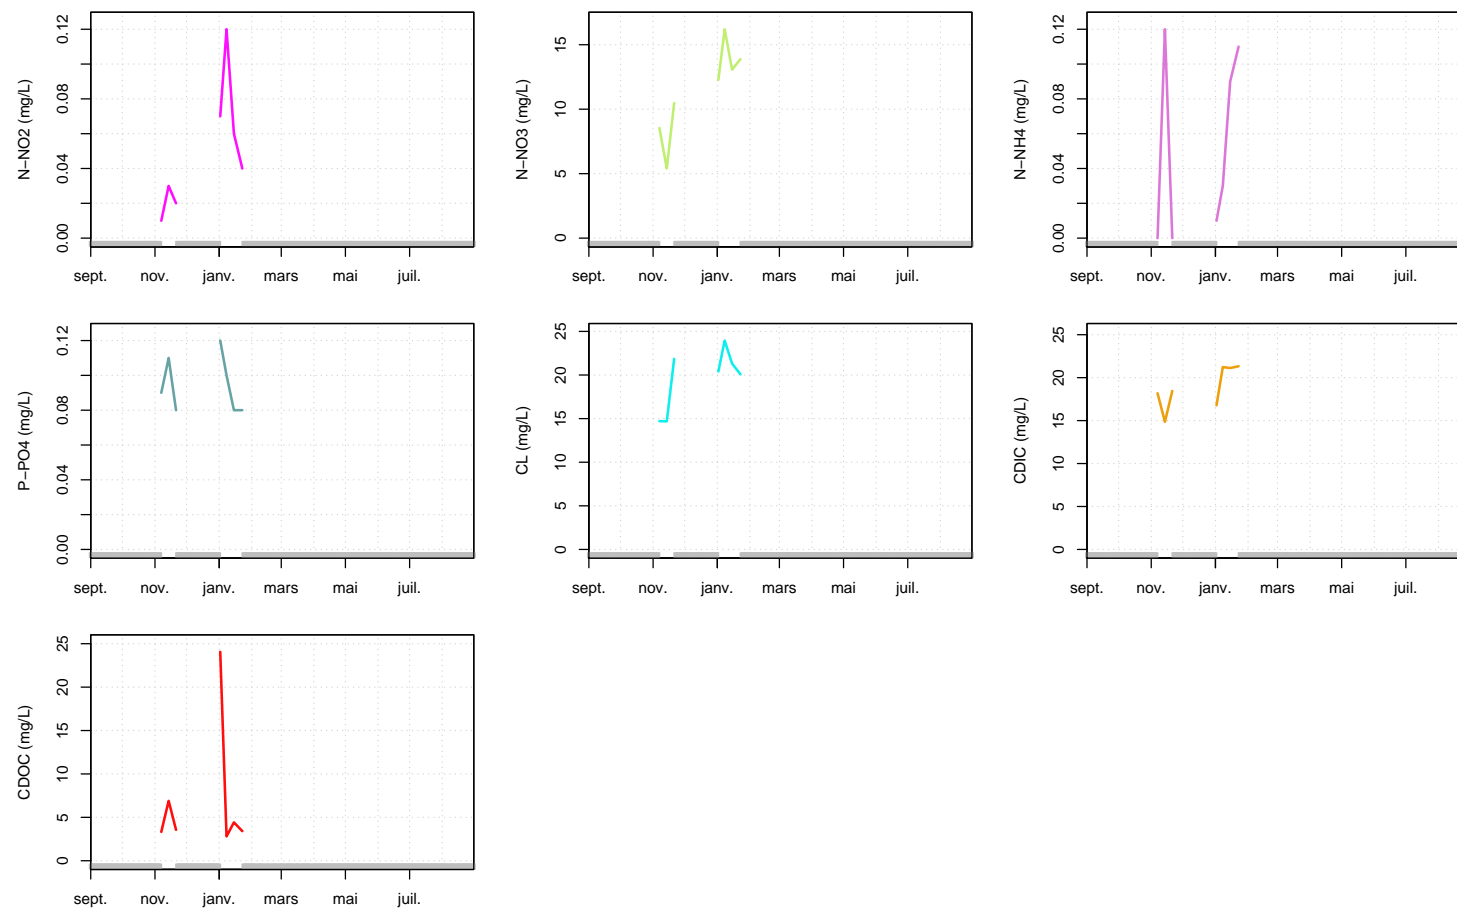 N−NO2 (mg/L)
0.00 0.04 0.08 0.12
sept. nov. janv. mars mai juil.
N−NO3 (mg/L)
0 5 10 15
sept. nov. janv. mars mai juil.
N−NH4 (mg/L)
0.00 0.04 0.08 0.12
sept. nov. janv. mars mai juil.
P−PO4 (mg/L)
0.00 0.04 0.08 0.12
sept. nov. janv. mars mai juil.
CL (mg/L)
0 5 10 15 20 25
sept. nov. janv. mars mai juil.
CDIC (mg/L)
0 5 10 15 20 25
sept. nov. janv. mars mai juil.
CDOC (mg/L)
0 5 10 15 20 25
sept. nov. janv. mars mai juil.